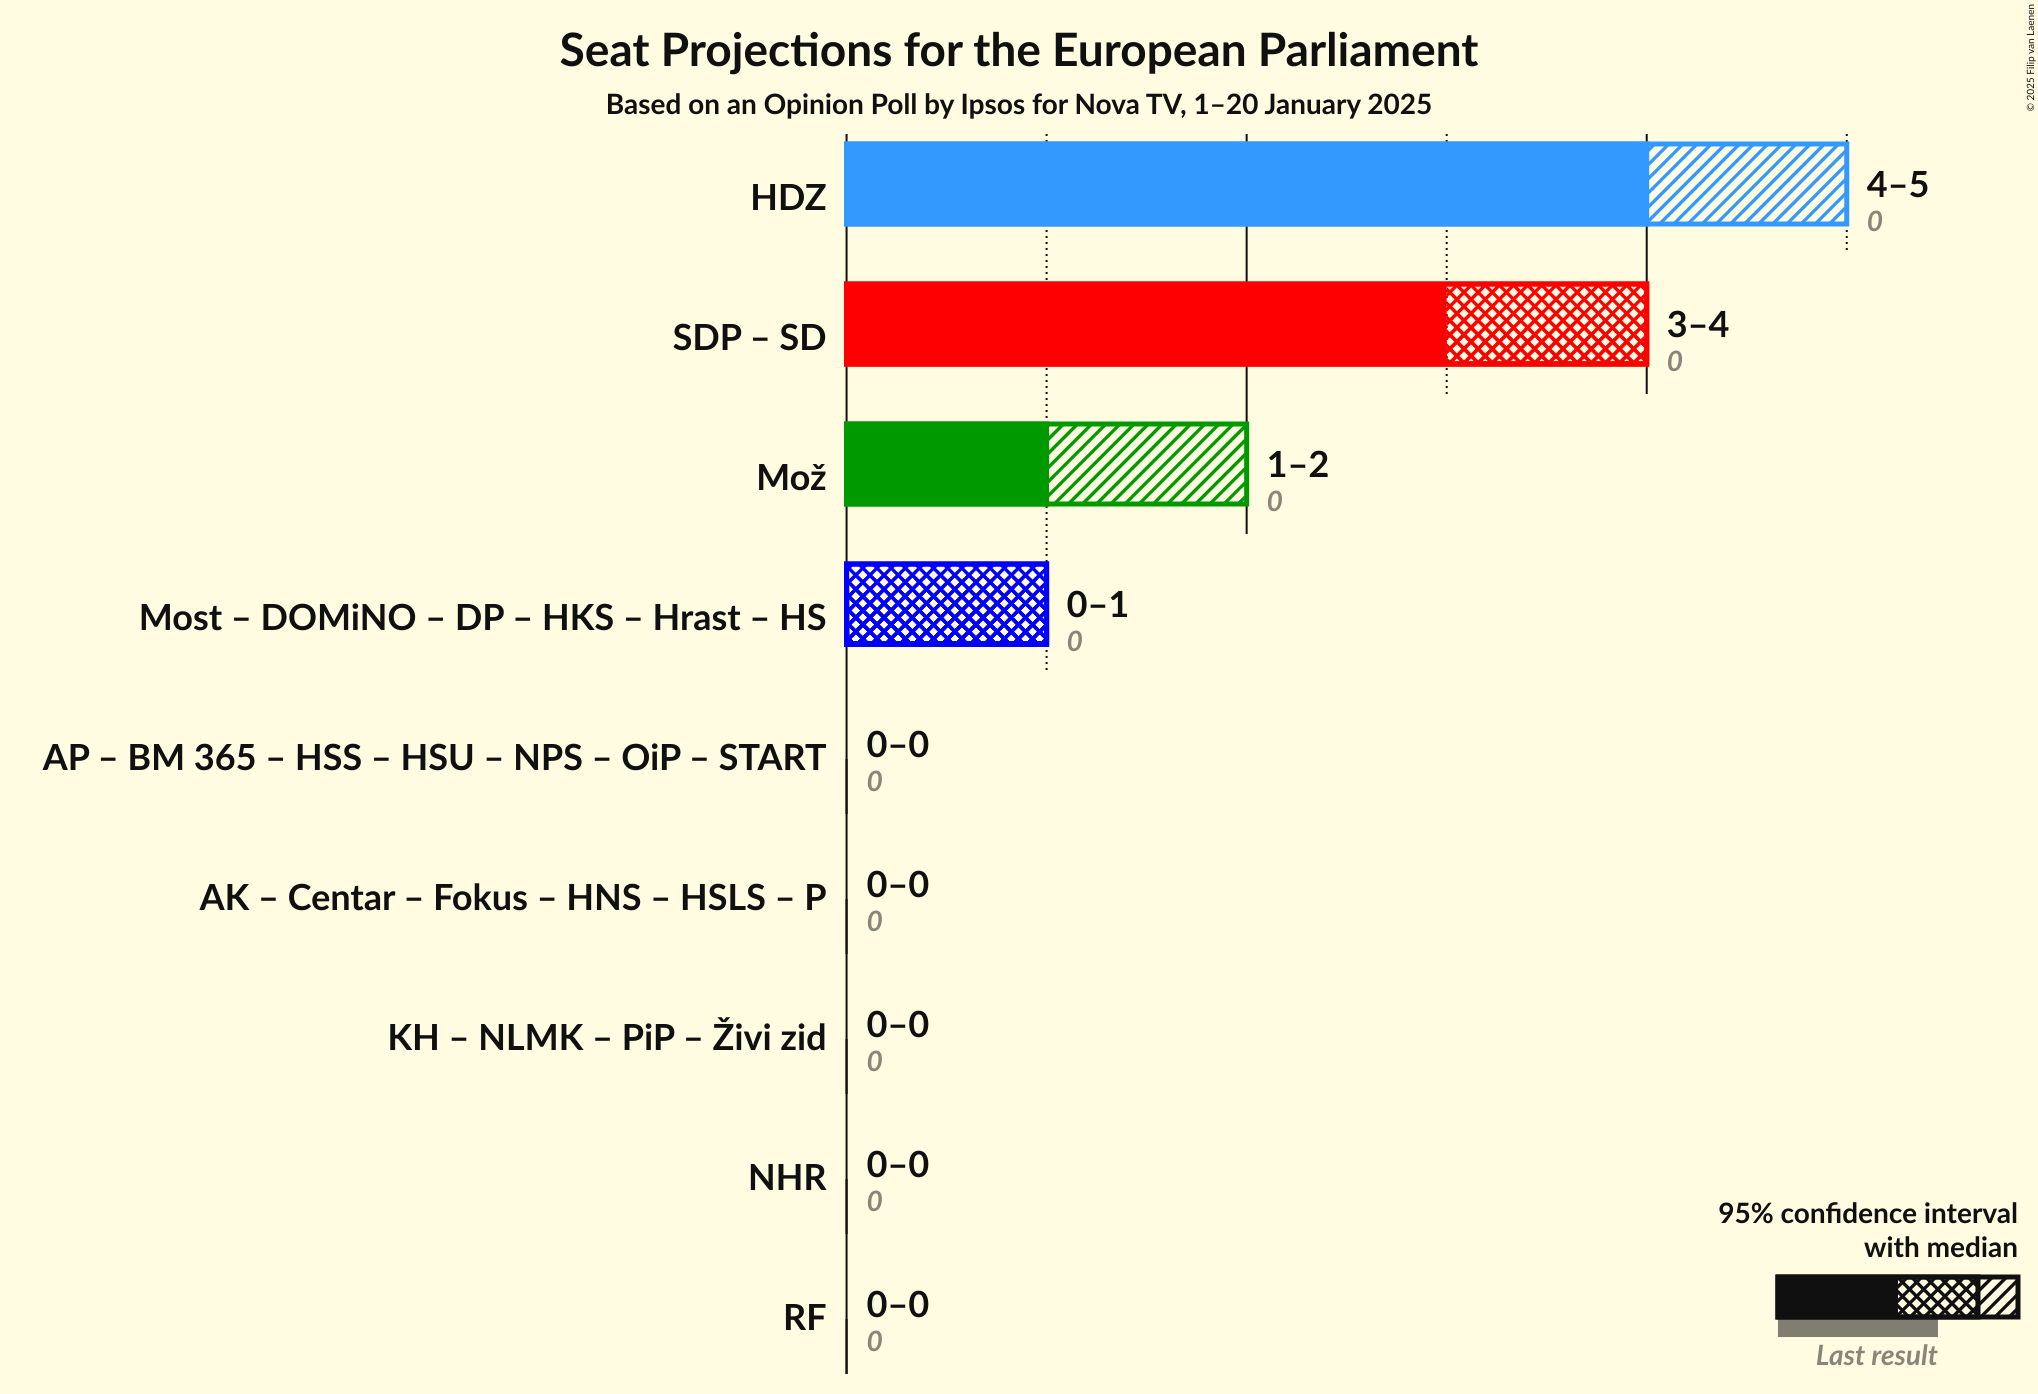 Seat Projections for the European Parliament
Based on an Opinion Poll by Ipsos for Nova TV, 1–20 January 2025
© 2025 Filip van Laenen
HDZ
4–5
0
SDP – SD
3–4
0
Mož
1–2
0
Most – DOMiNO – DP – HKS – Hrast – HS
0–1
0
AP – BM 365 – HSS – HSU – NPS – OiP – START
0–0
0
AK – Centar – Fokus – HNS – HSLS – P
0–0
0
KH – NLMK – PiP – Živi zid
0–0
0
NHR
0–0
0
RF
0–0
0
95% confidence interval
with median
Last result